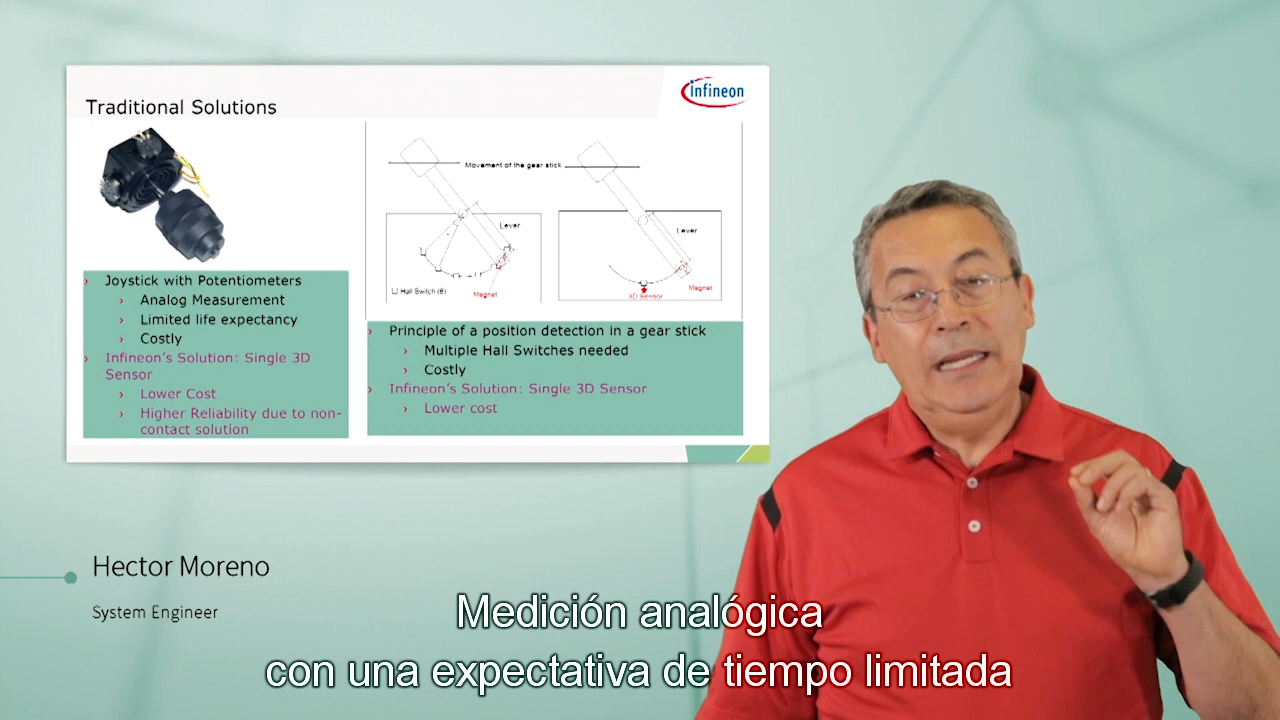 infineon
Traditional Solutions
Movement of the gear stick
Lever
Hall Switch (θ)
Magnet
Lever
3D Sensor
Magnet
Joystick with Potentiometers
Analog Measurement
Limited life expectancy
Costly
Infineon's Solution: Single 3D
Sensor
Lower Cost
Higher Reliability due to non-
contact solution
Principle of a position detection in a gear stick
Multiple Hall Switches needed
Costly
Infineon's Solution: Single 3D Sensor
Lower cost
Hector Moreno
System Engineer
Medición analógica
con una expectativa de tiempo limitada